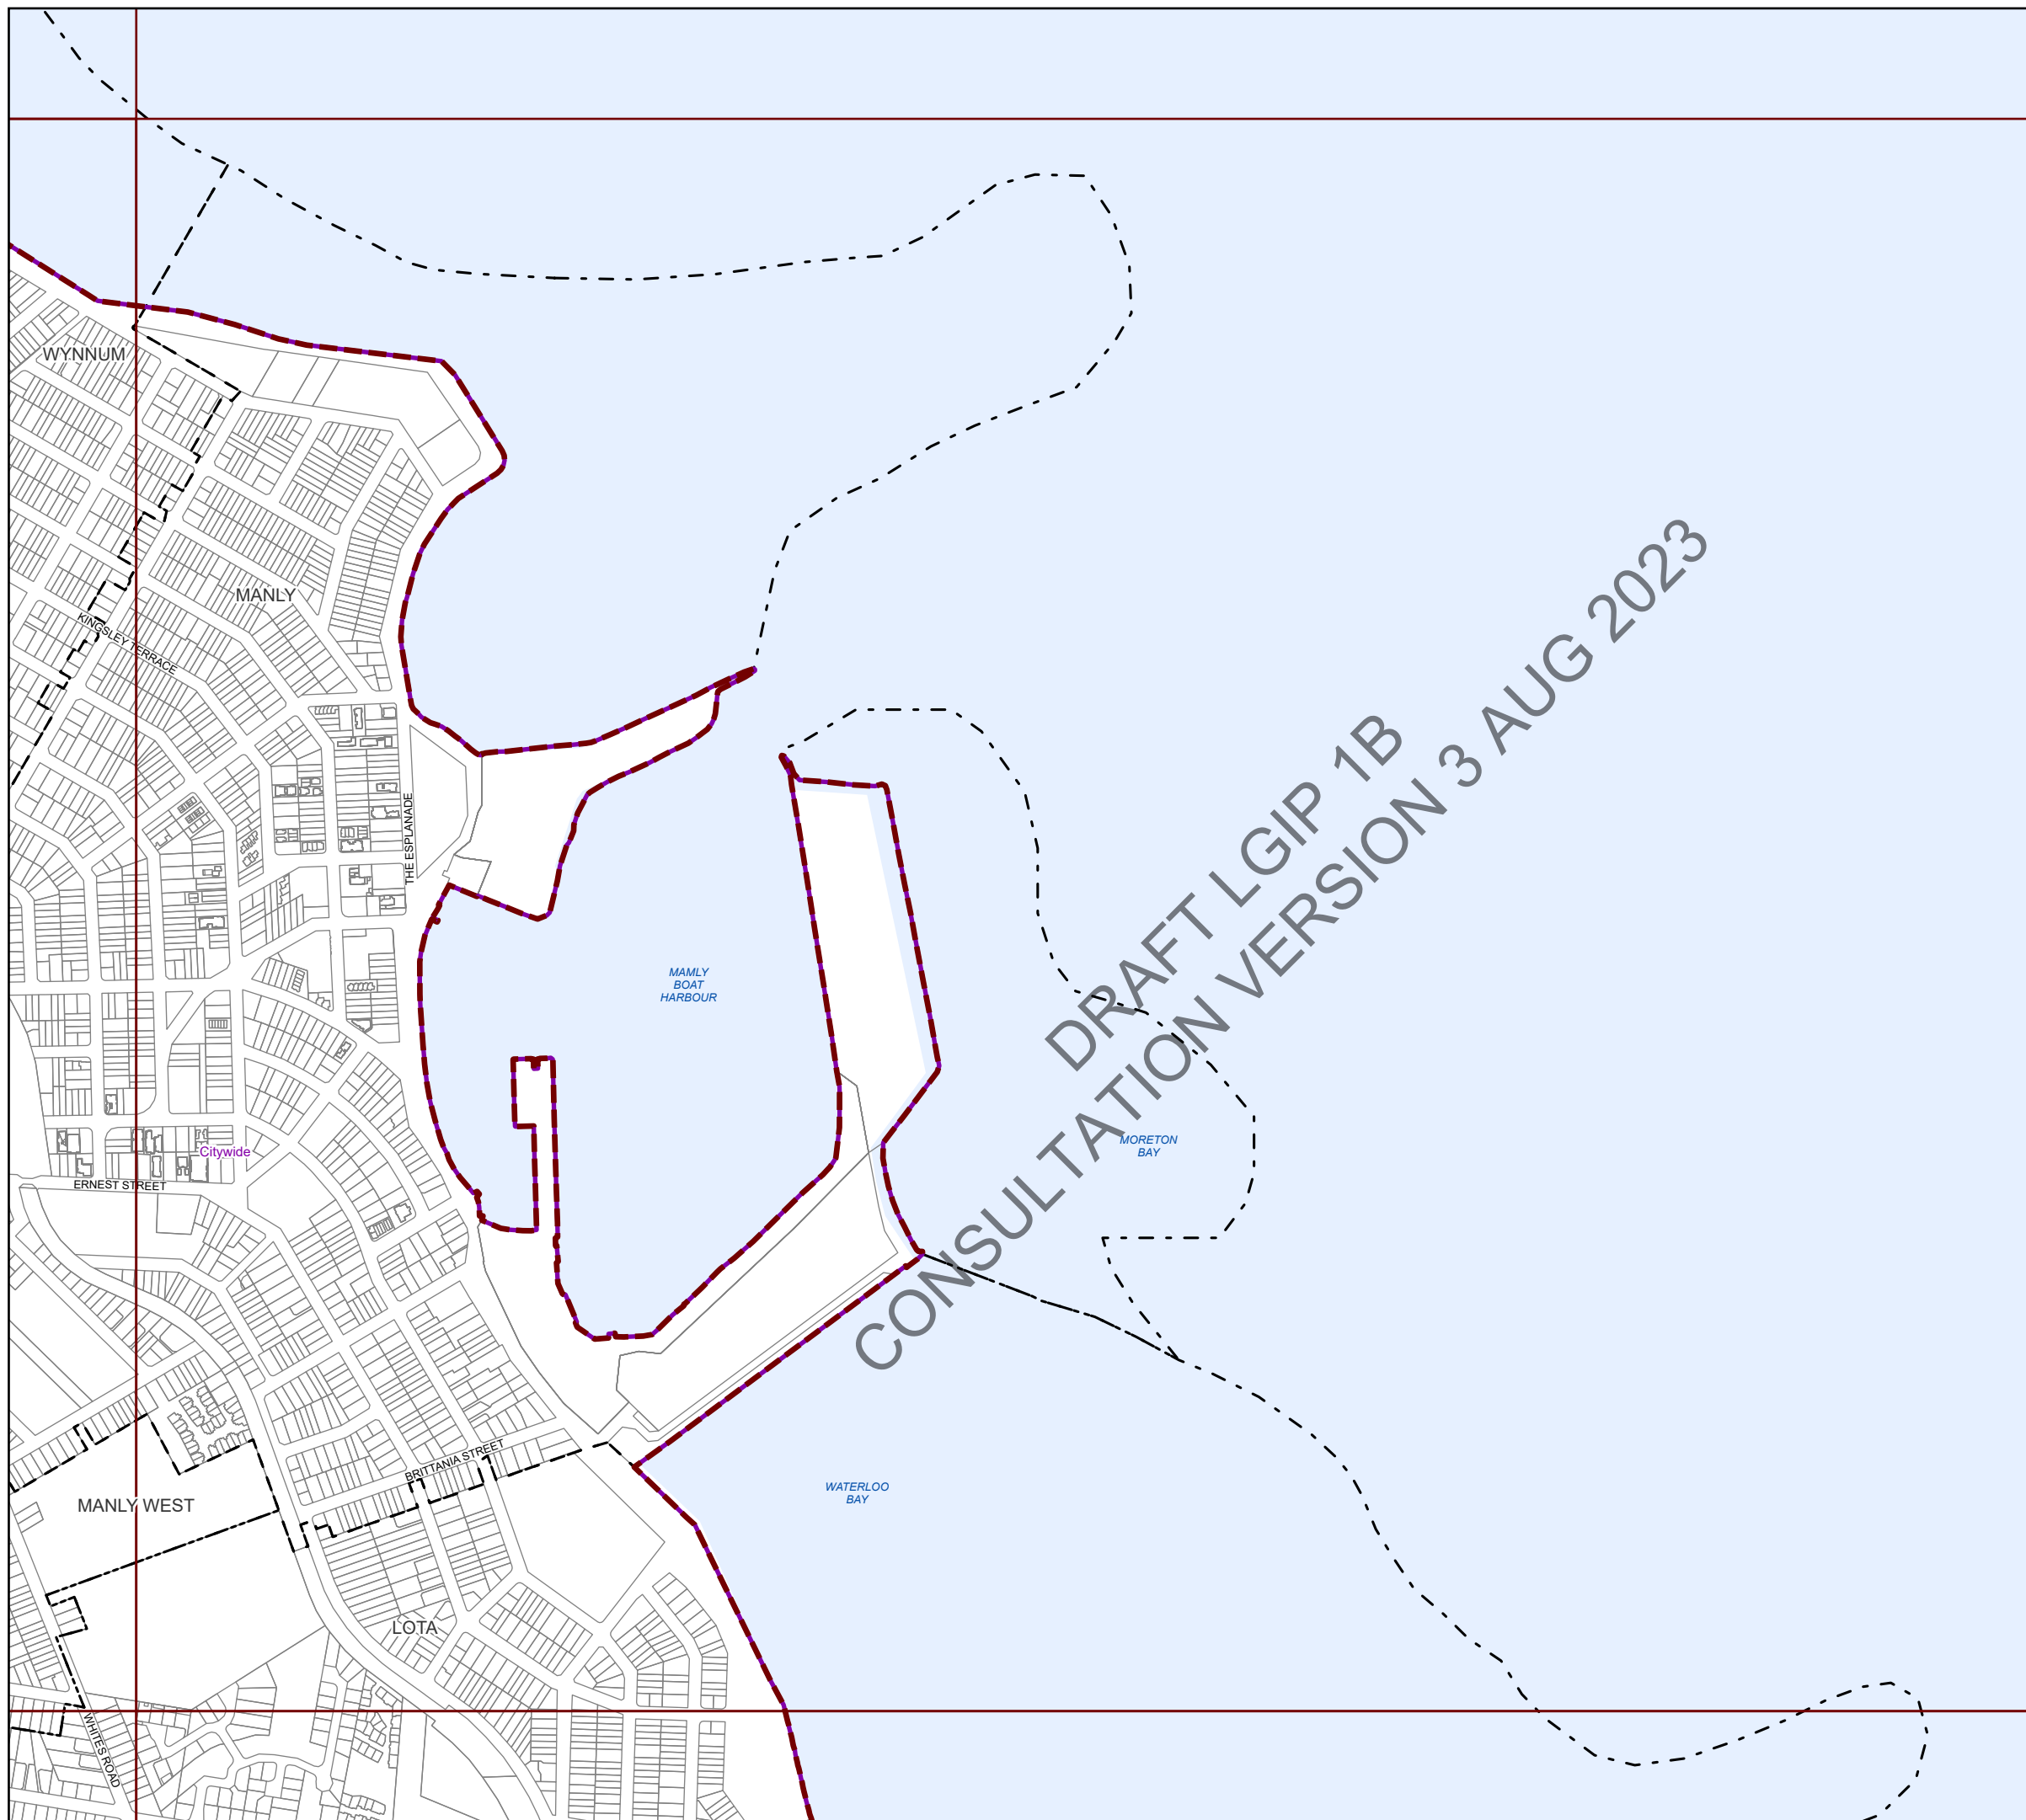 WYNNUM
MANLY
KINGSLEY TERRACE
THE ESPLANADE
DRAFT LGIP 1B
CONSULTATION VERSION 3 AUG 2023
MAMLY
BOAT
HARBOUR
MORETON
BAY
Citywide
ERNEST STREET
BRITTANIA STREET
WATERLOO
BAY
MANLY WEST
LOTA
WHITES ROAD